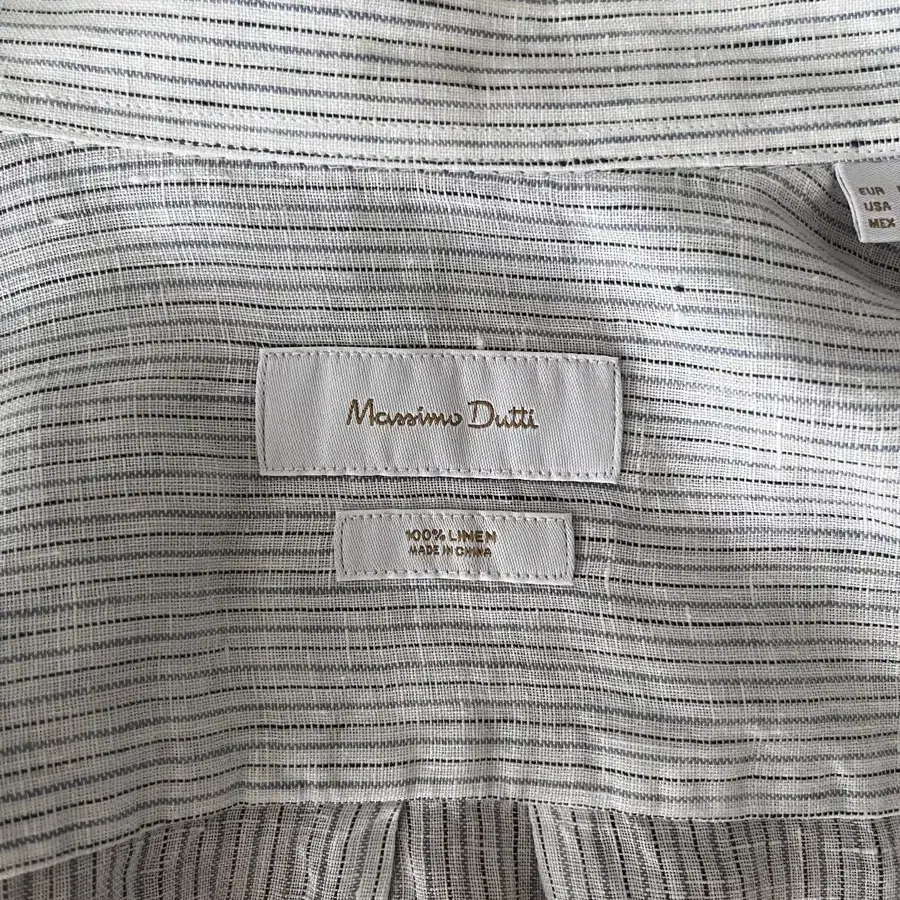 EUR
USA
MEX
Massimo Dutti
100% LINEN
MADE IN CHINA